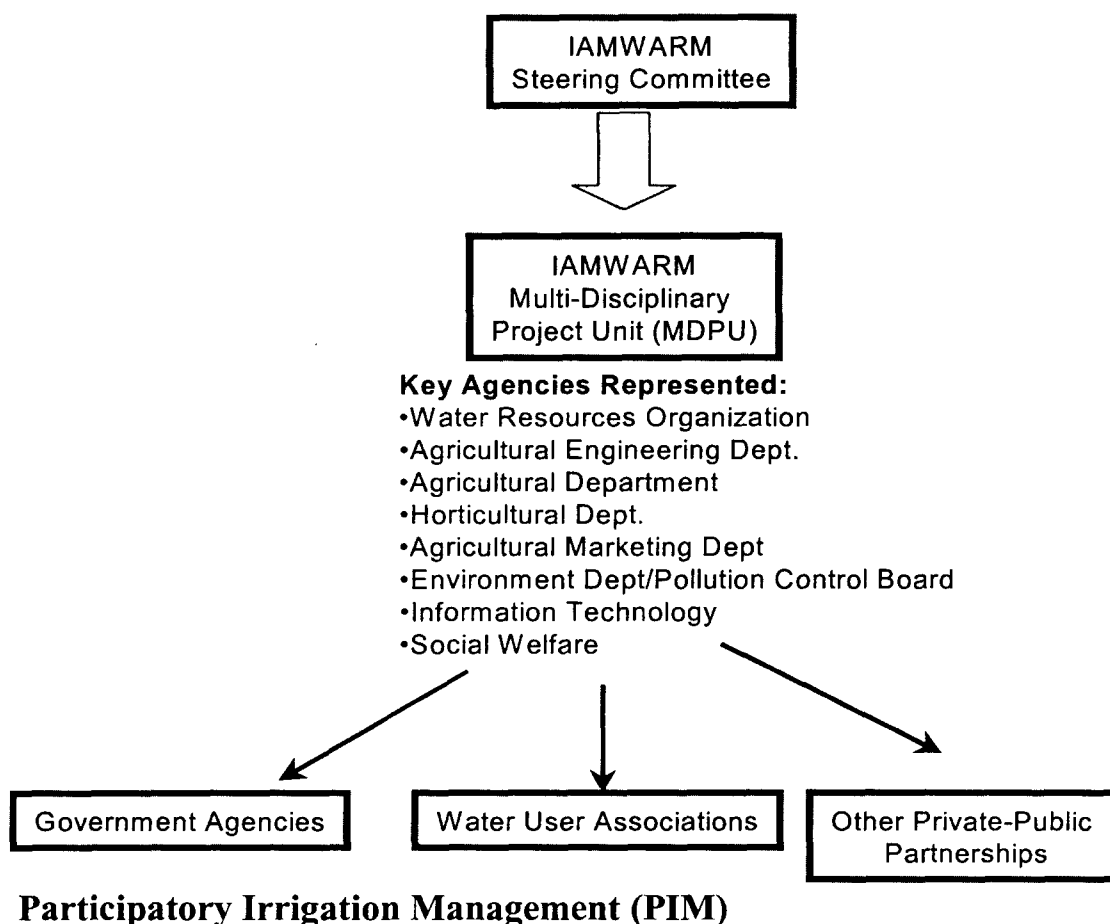 IAMWARM
Steering Committee
IAMWARM
Multi-Disciplinary
Project Unit (MDPU)
Key Agencies Represented:
•Water Resources Organization
•Agricultural Engineering Dept.
•Agricultural Department
•Horticultural Dept.
•Agricultural Marketing Dept
•Environment Dept/Pollution Control Board
•Information Technology
•Social Welfare
Government Agencies
Water User Associations
Other Private-Public
Partnerships
Participatory Irrigation Management (PIM)